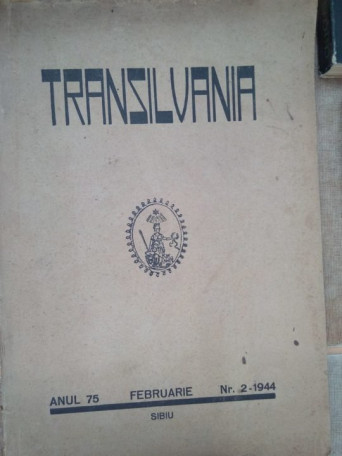 TRANSILVANIA
ANUL 75 FEBRUARIE Nr. 2-1944
SIBIU